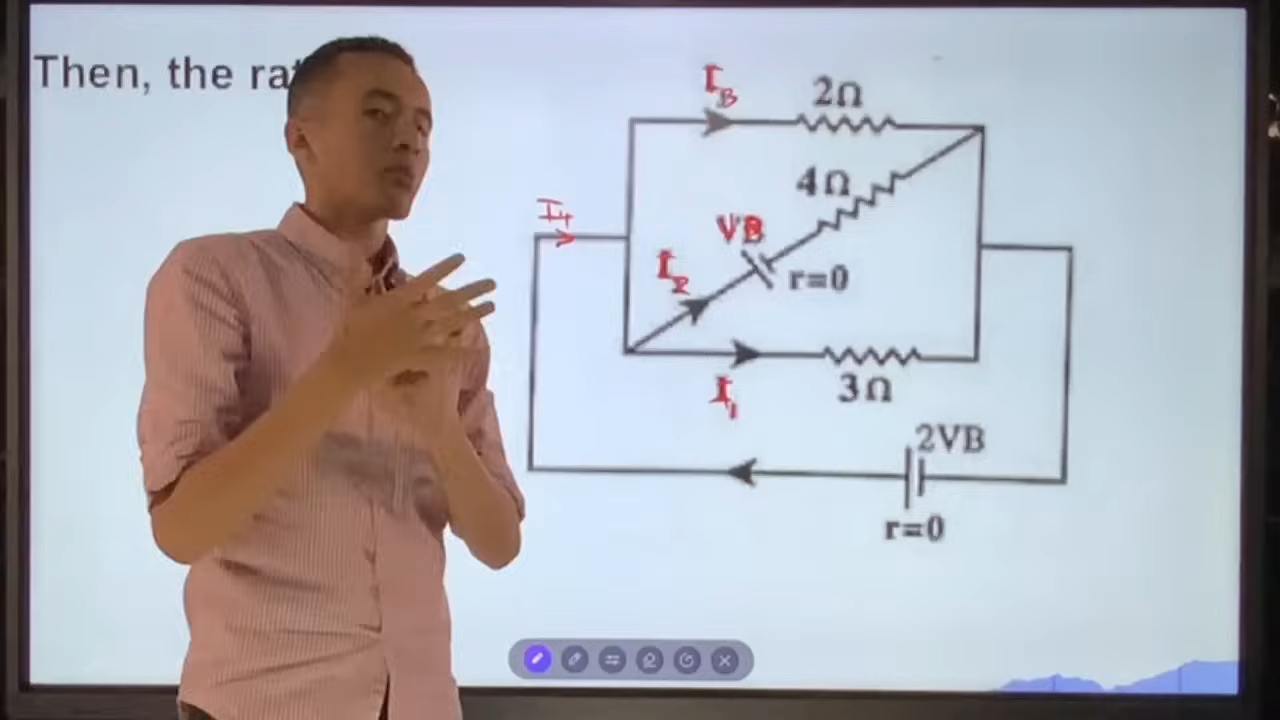 Then, the rat
I_B
2Ω
4Ω
I_t
VB
I_2
r=0
I_1
3Ω
2VB
r=0